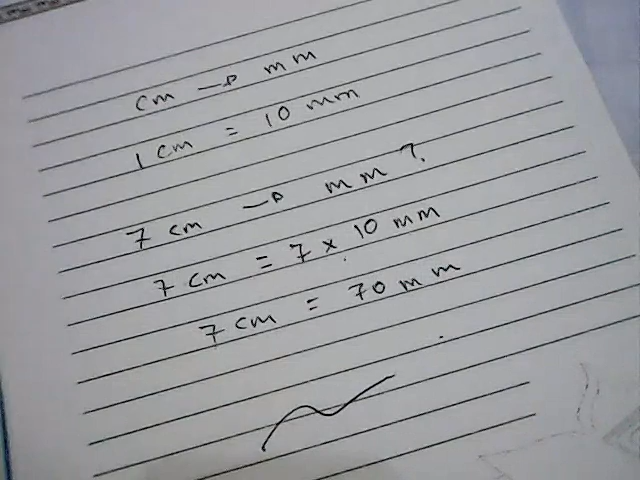 cm → mm
1 cm = 10 mm
7 cm → mm?
7 cm = 7 x 10 mm
7 cm = 70 mm